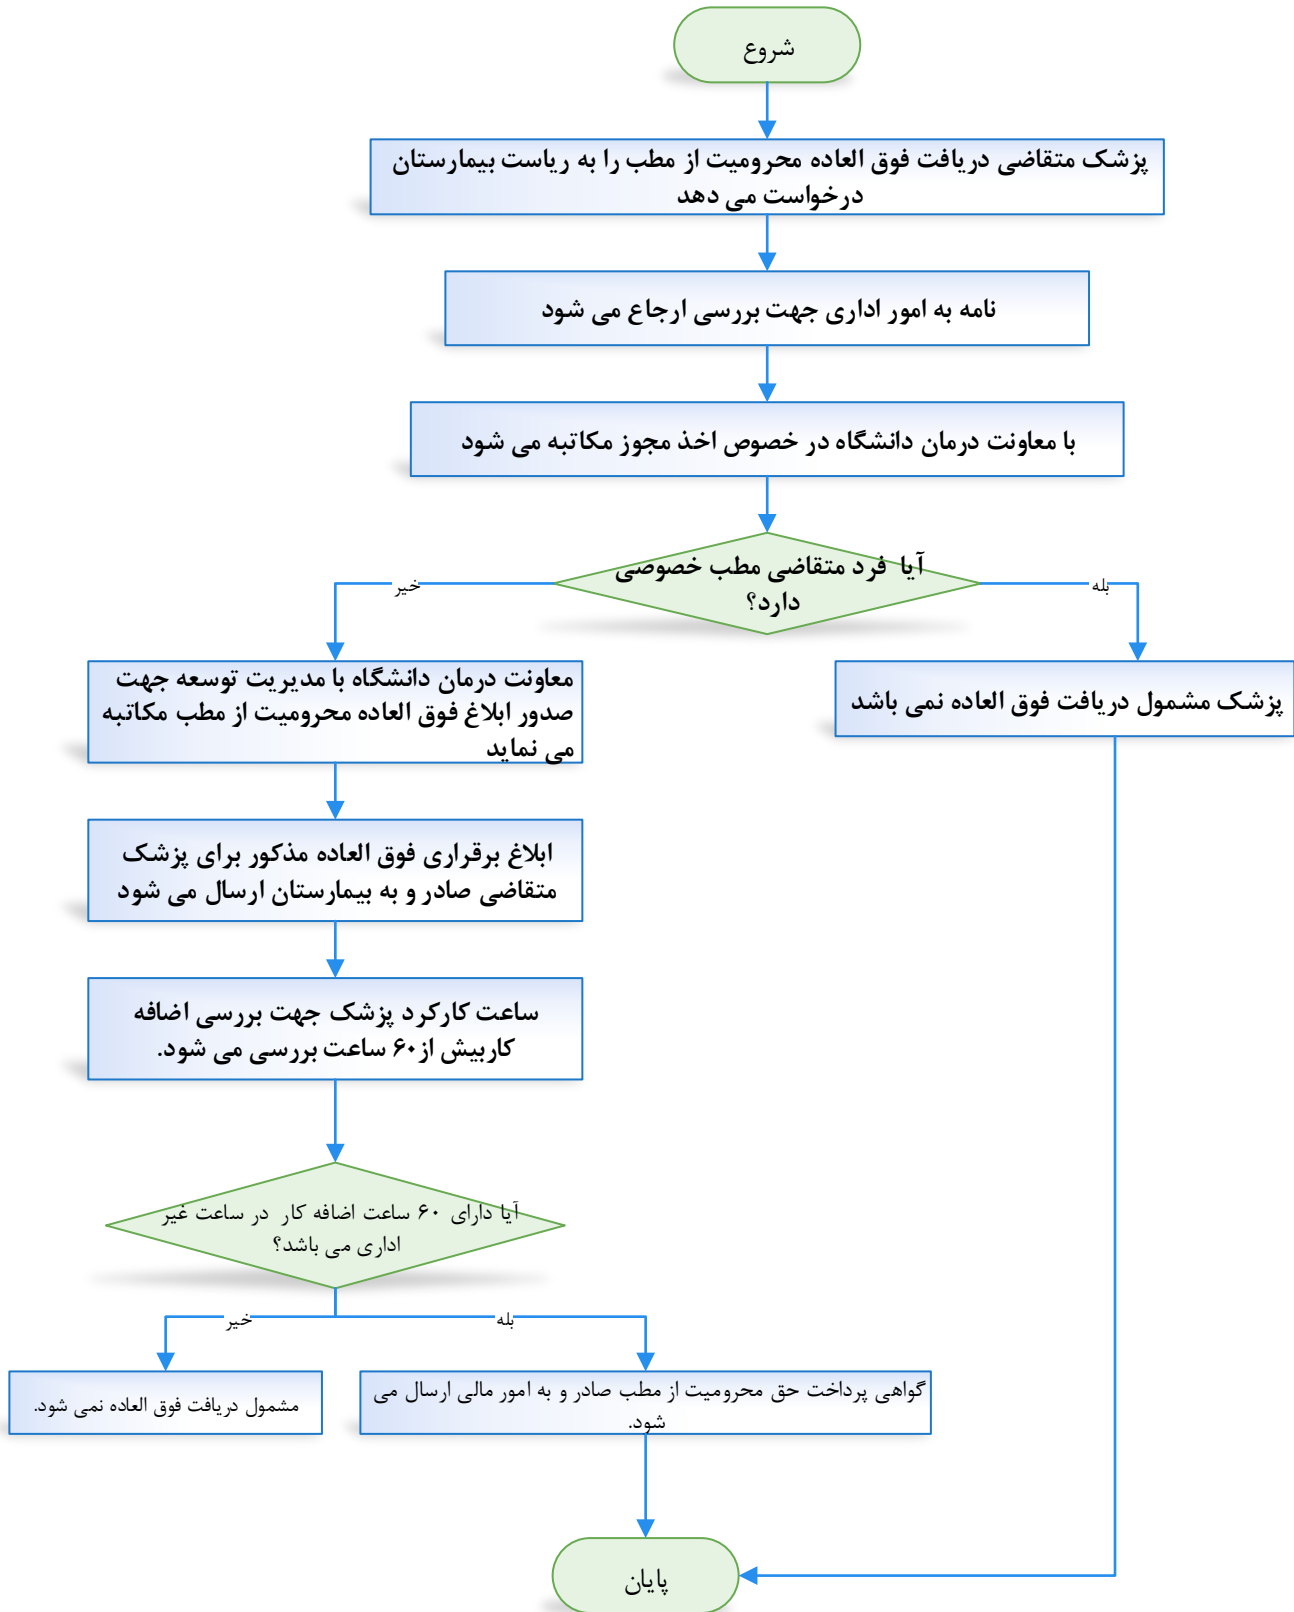 شروع
پزشک متقاضی دریافت فوق العاده محرومیت از مطب را به ریاست بیمارستان
درخواست می دهد
نامه به امور اداری جهت بررسی ارجاع می شود
با معاونت درمان دانشگاه در خصوص اخذ مجوز مکاتبه می شود
آیا فرد متقاضی مطب خصوصی
دارد؟
بله
خیر
پزشک مشمول دریافت فوق العاده نمی باشد
معاونت درمان دانشگاه با مدیریت توسعه جهت
صدور ابلاغ فوق العاده محرومیت از مطب مکاتبه
می نماید
ابلاغ برقراری فوق العاده مذکور برای پزشک
متقاضی صادر و به بیمارستان ارسال می شود
ساعت کارکرد پزشک جهت بررسی اضافه
کاربیش از۶۰ ساعت بررسی می شود.
آیا دارای ۶۰ ساعت اضافه کار در ساعت غیر
اداری می باشد؟
بله
خیر
گواهی پرداخت حق محرومیت از مطب صادر و به امور مالی ارسال می
شود.
مشمول دریافت فوق العاده نمی شود.
پایان